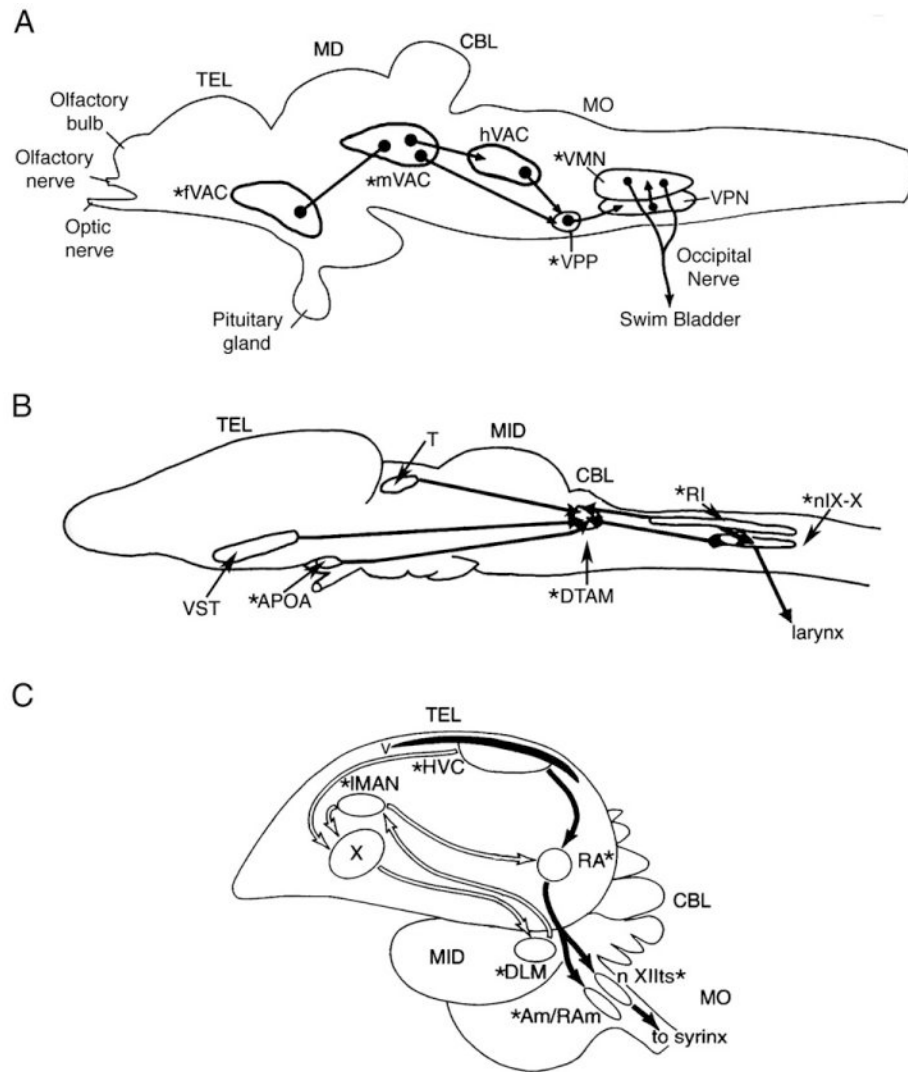 A
TEL
MD
CBL
MO
Olfactory
bulb
Olfactory
nerve
Optic
nerve
*fVAC
*mVAC
hVAC
*VMN
VPN
*VPP
Occipital
Nerve
Swim Bladder
Pituitary
gland
B
TEL
T
MID
CBL
*RI
*nIX-X
VST
*APOA
*DTAM
larynx
C
TEL
V
*HVC
*lMAN
X
RA*
CBL
MID
*DLM
n XIIts*
MO
*Am/RAm
to syrinx